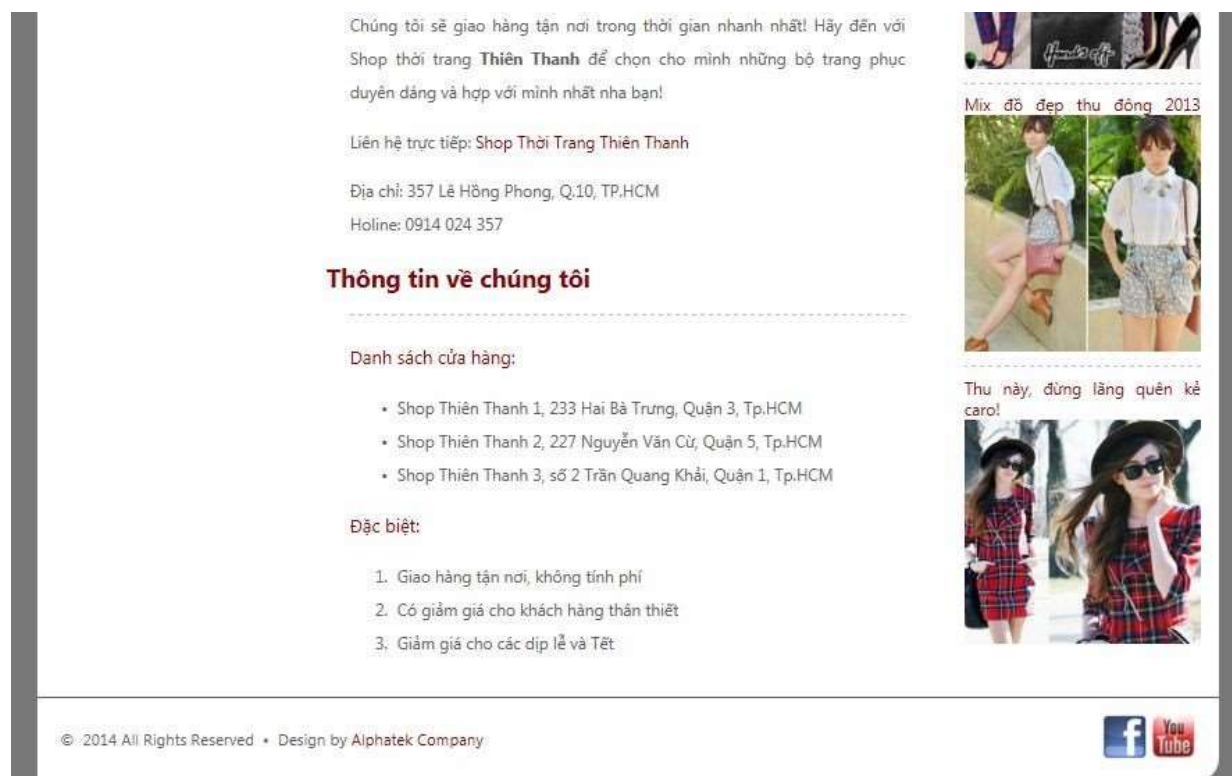 Chúng tôi sẽ giao hàng tận nơi trong thời gian nhanh nhất! Hãy đến với
Shop thời trang Thiên Thanh để chọn cho mình những bộ trang phục
duyên dáng và hợp với mình nhất nha bạn!
Liên hệ trực tiếp: Shop Thời Trang Thiên Thanh
Địa chỉ: 357 Lê Hồng Phong, Q.10, TP.HCM
Holine: 0914 024 357
Thông tin về chúng tôi
Danh sách cửa hàng:
• Shop Thiên Thanh 1, 233 Hai Bà Trưng, Quận 3, Tp.HCM
• Shop Thiên Thanh 2, 227 Nguyễn Văn Cừ, Quận 5, Tp.HCM
• Shop Thiên Thanh 3, số 2 Trần Quang Khải, Quận 1, Tp.HCM
Đặc biệt:
1. Giao hàng tận nơi, không tính phí
2. Có giảm giá cho khách hàng thân thiết
3. Giảm giá cho các dịp lễ và Tết
Hands off
Mix đồ đẹp thu đông 2013
Thu này, đừng lãng quên kẻ
caro!
© 2014 All Rights Reserved • Design by Alphatek Company
f
You
Tube